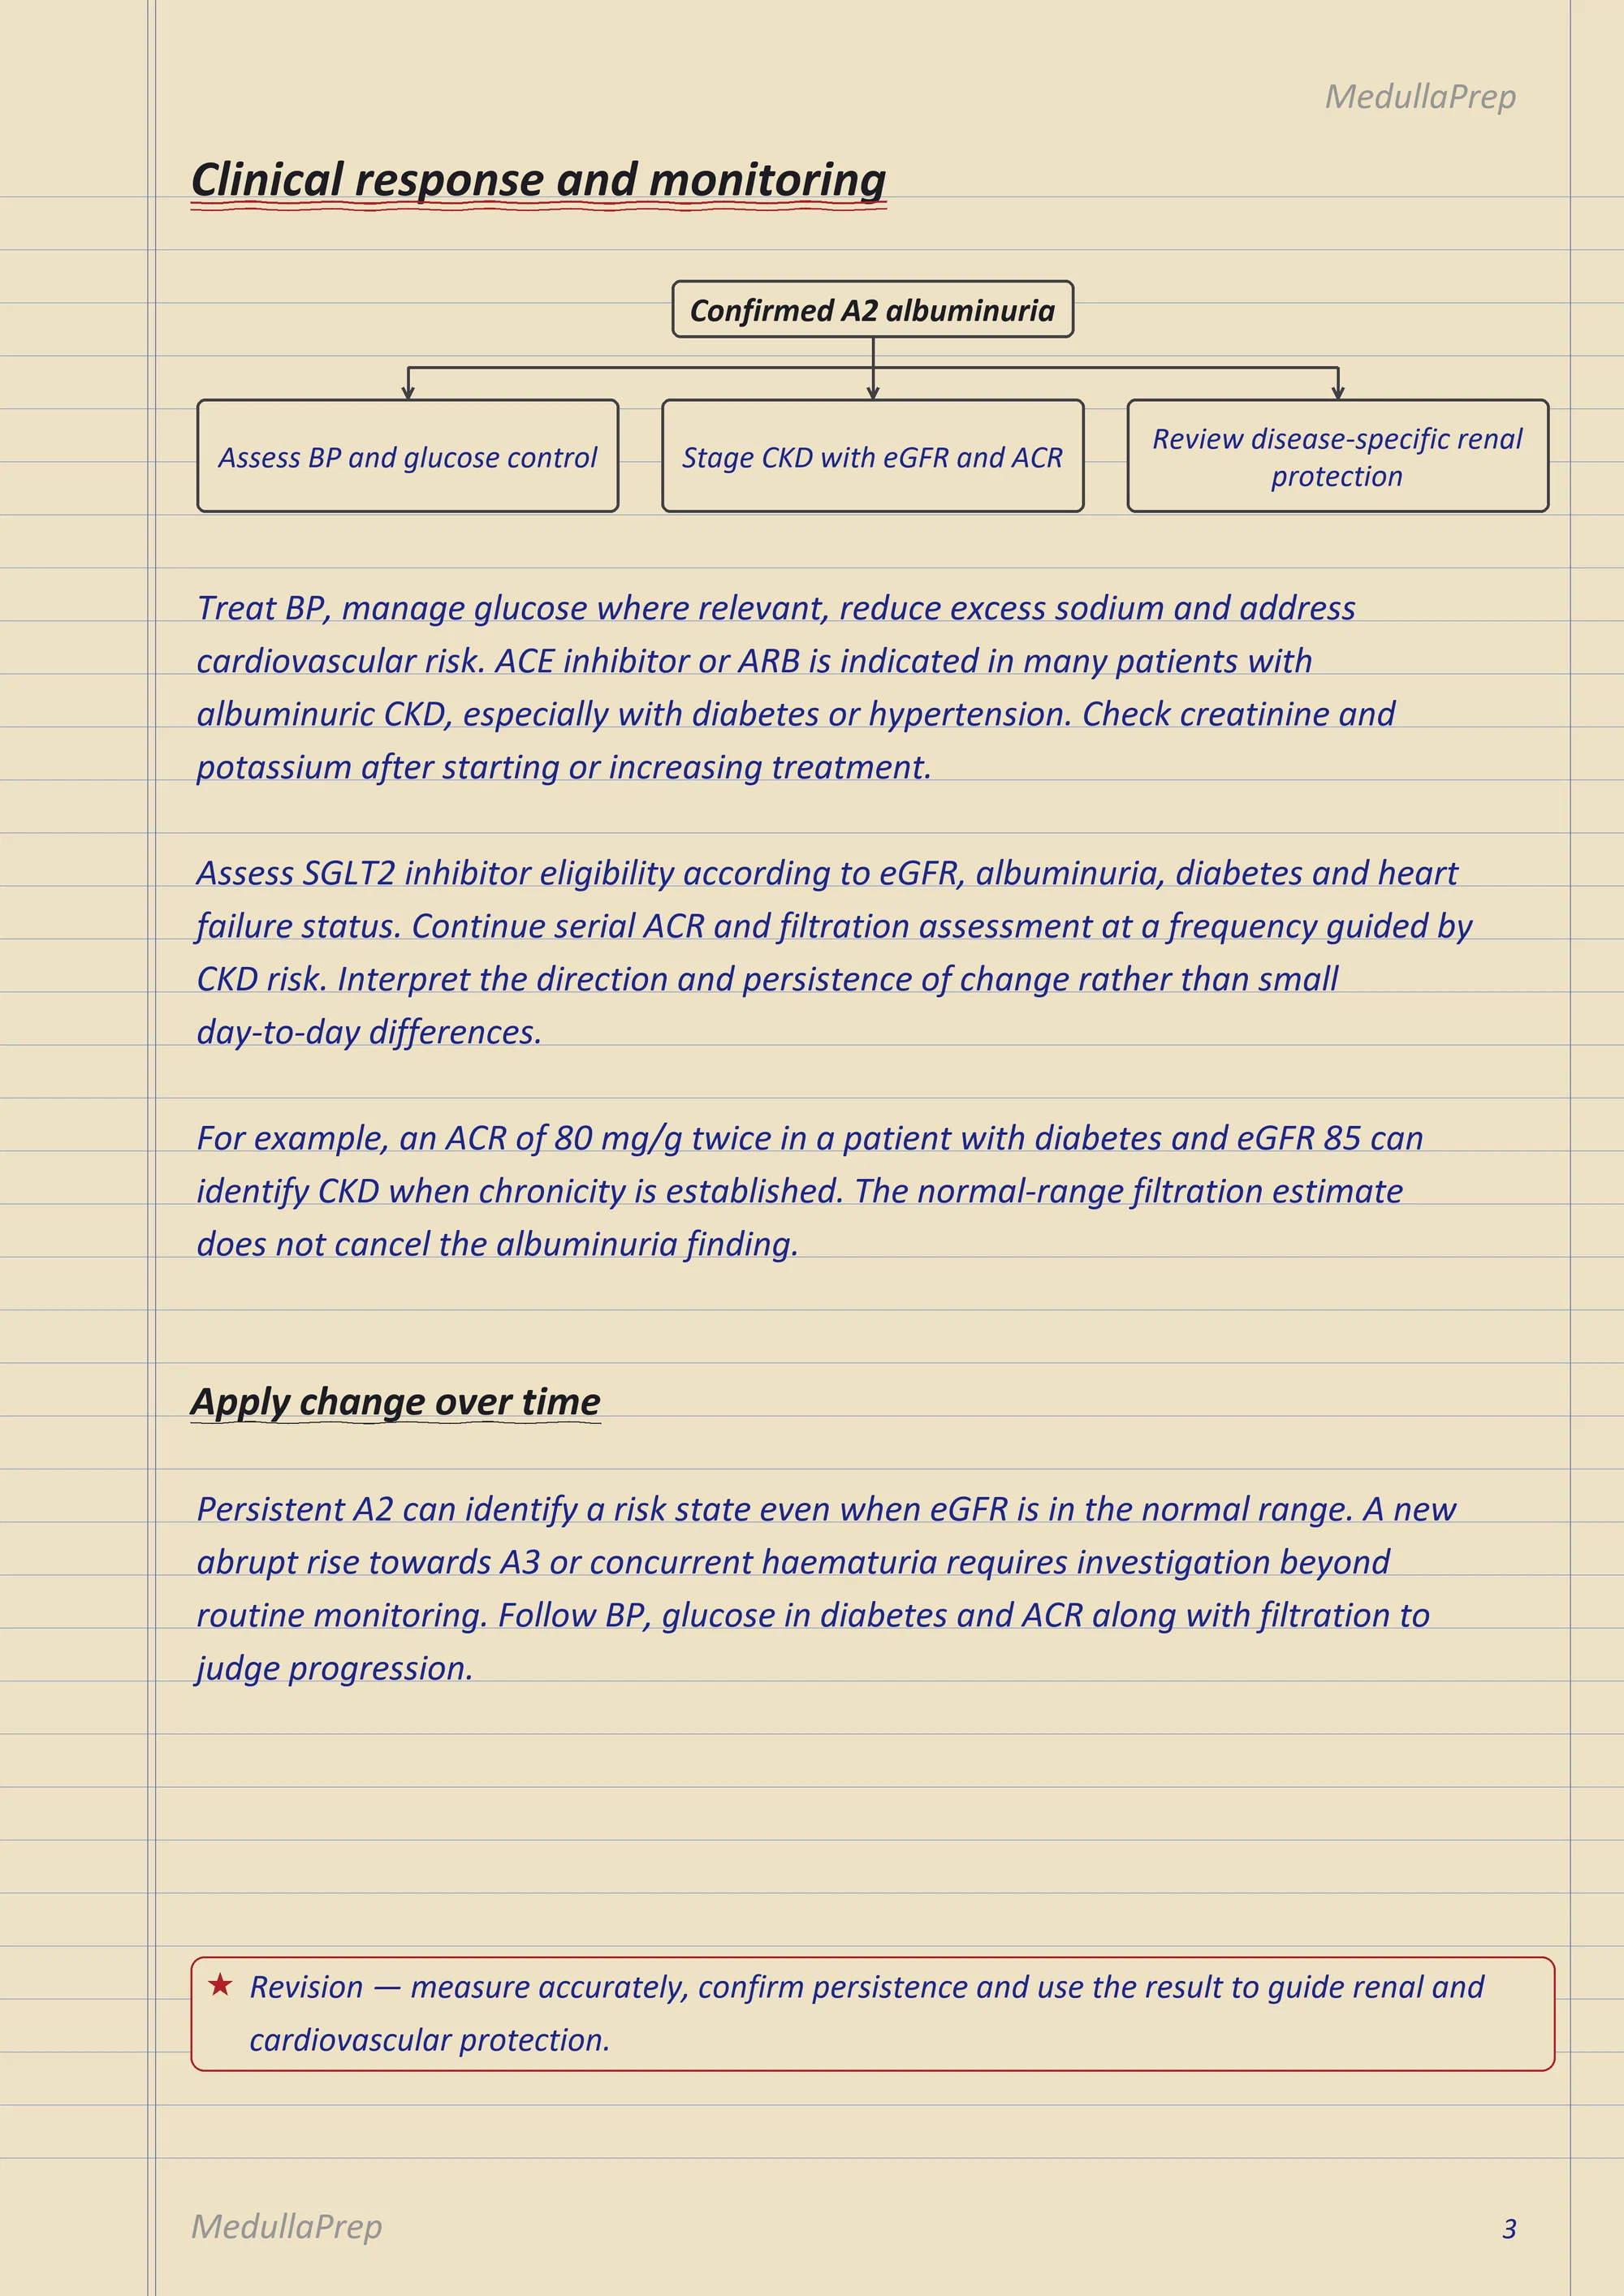 MedullaPrep
Clinical response and monitoring
Confirmed A2 albuminuria
Assess BP and glucose control
Stage CKD with eGFR and ACR
Review disease-specific renal
protection
Treat BP, manage glucose where relevant, reduce excess sodium and address
cardiovascular risk. ACE inhibitor or ARB is indicated in many patients with
albuminuric CKD, especially with diabetes or hypertension. Check creatinine and
potassium after starting or increasing treatment.
Assess SGLT2 inhibitor eligibility according to eGFR, albuminuria, diabetes and heart
failure status. Continue serial ACR and filtration assessment at a frequency guided by
CKD risk. Interpret the direction and persistence of change rather than small
day-to-day differences.
For example, an ACR of 80 mg/g twice in a patient with diabetes and eGFR 85 can
identify CKD when chronicity is established. The normal-range filtration estimate
does not cancel the albuminuria finding.
Apply change over time
Persistent A2 can identify a risk state even when eGFR is in the normal range. A new
abrupt rise towards A3 or concurrent haematuria requires investigation beyond
routine monitoring. Follow BP, glucose in diabetes and ACR along with filtration to
judge progression.
★ Revision — measure accurately, confirm persistence and use the result to guide renal and
cardiovascular protection.
MedullaPrep
3